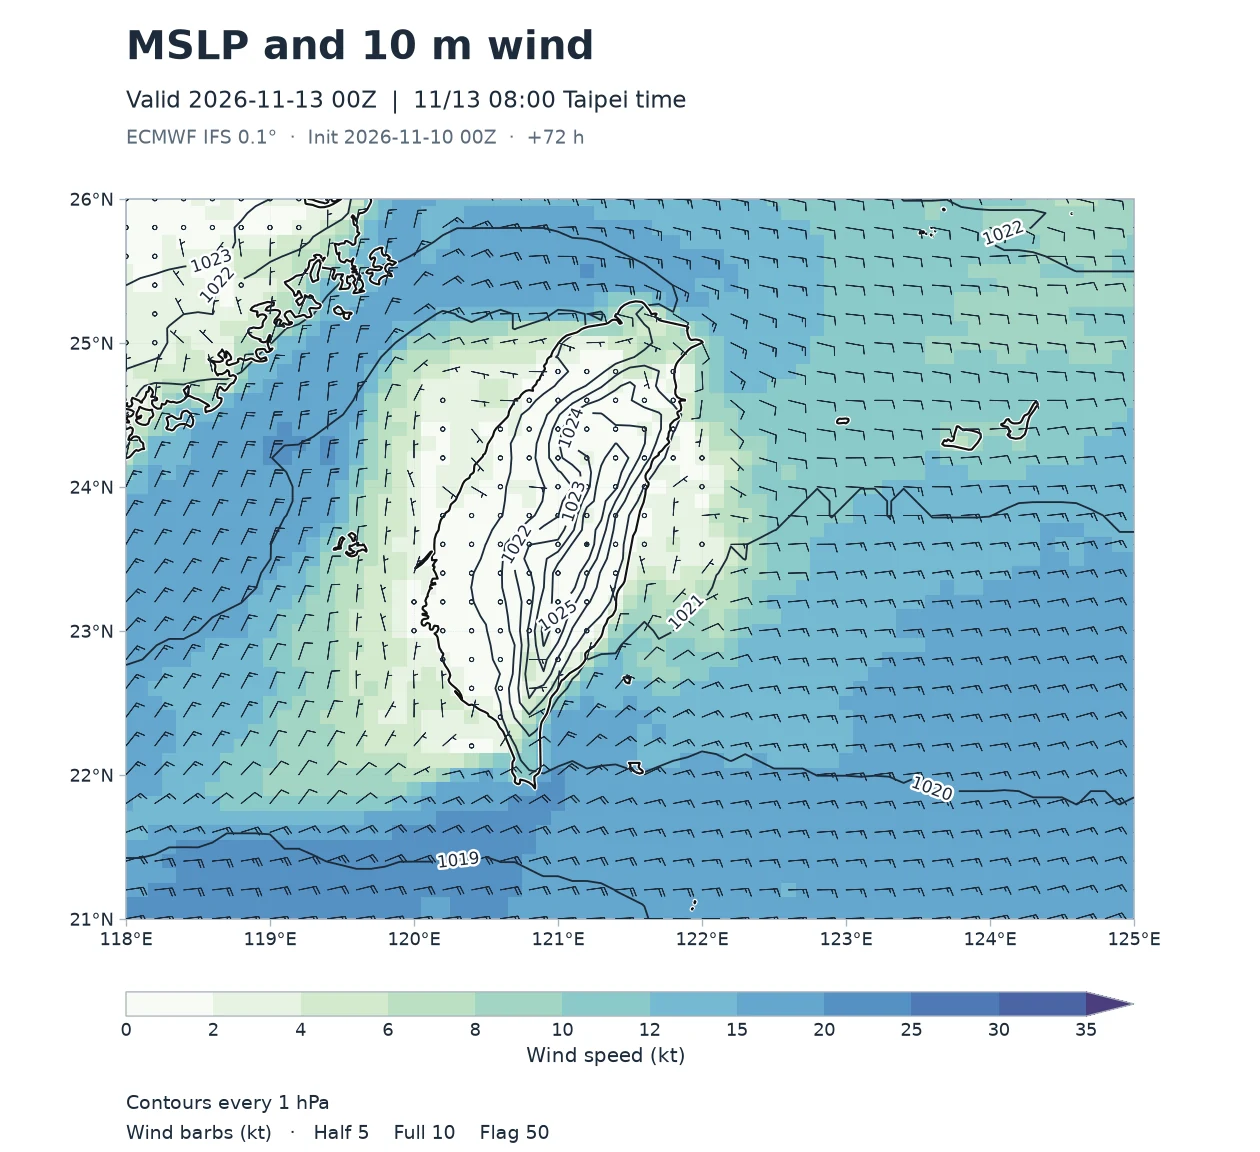 MSLP and 10 m wind
Valid 2026-11-13 00Z | 11/13 08:00 Taipei time
ECMWF IFS 0.1° · Init 2026-11-10 00Z · +72 h
26°N
1022
1023
1022
25°N
1024
24°N
1023
1022
1025
1021
23°N
22°N
1020
1019
21°N
118°E 119°E 120°E 121°E 122°E 123°E 124°E 125°E
0 2 4 6 8 10 12 15 20 25 30 35
Wind speed (kt)
Contours every 1 hPa
Wind barbs (kt) · Half 5 Full 10 Flag 50